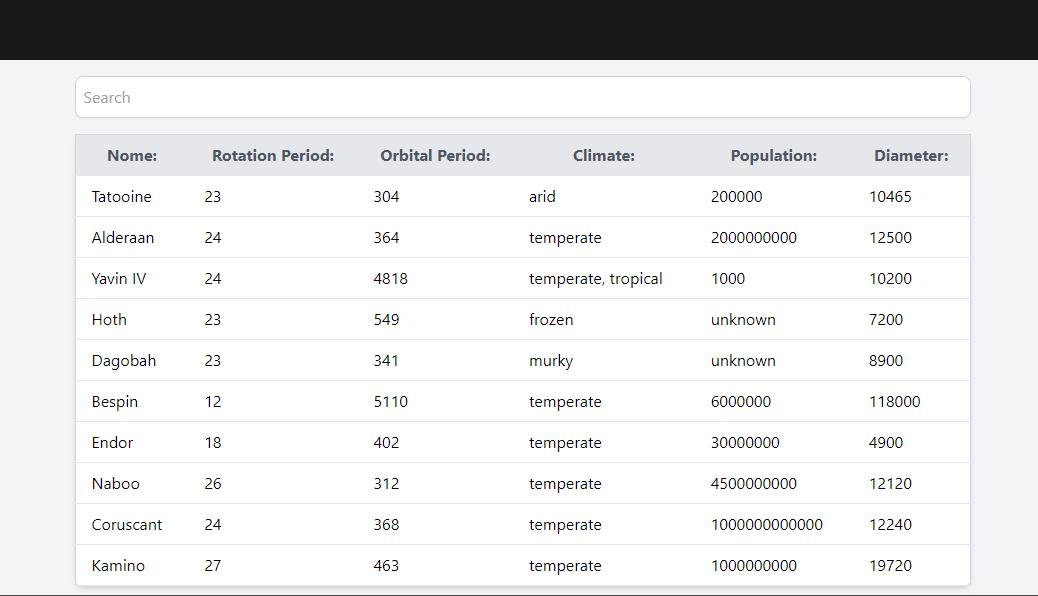 Search
Nome: Rotation Period: Orbital Period: Climate: Population: Diameter:
Tatooine 23 304 arid 200000 10465
Alderaan 24 364 temperate 2000000000 12500
Yavin IV 24 4818 temperate, tropical 1000 10200
Hoth 23 549 frozen unknown 7200
Dagobah 23 341 murky unknown 8900
Bespin 12 5110 temperate 6000000 118000
Endor 18 402 temperate 30000000 4900
Naboo 26 312 temperate 4500000000 12120
Coruscant 24 368 temperate 1000000000000 12240
Kamino 27 463 temperate 1000000000 19720